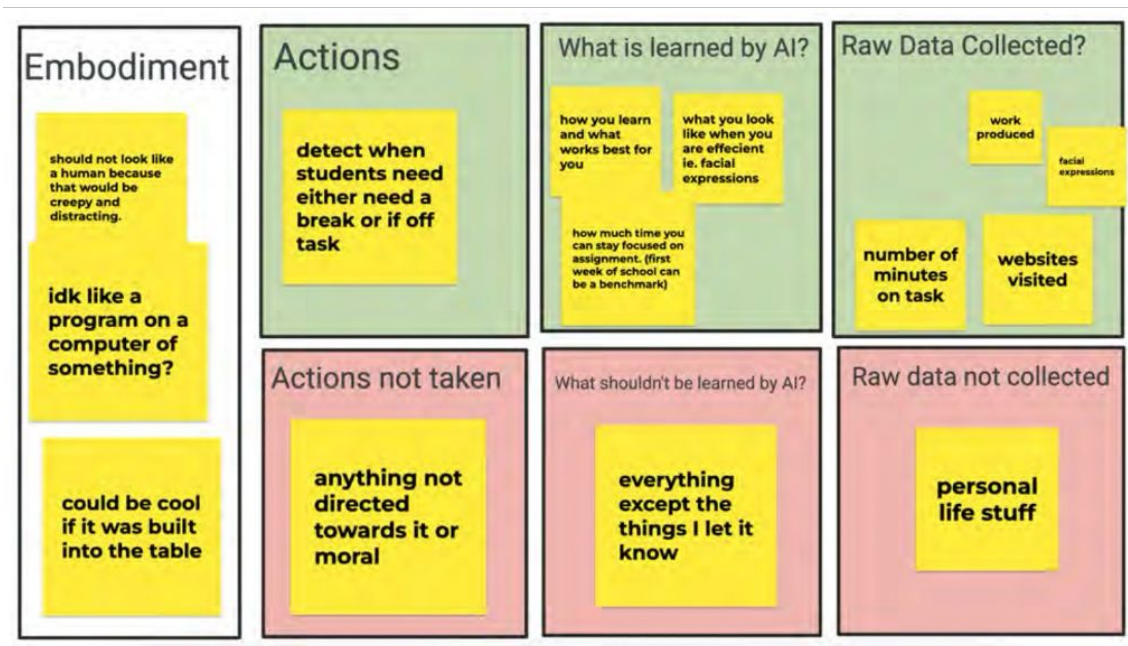 Embodiment
should not look like
a human because
that would be
creepy and
distracting.
idk like a
program on a
computer of
something?
could be cool
if it was built
into the table
Actions
detect when
students need
either need a
break or if off
task
What is learned by AI?
how you learn
and what
works best for
you
what you look
like when you
are effecient
ie. facial
expressions
how much time you
can stay focused on
assignment. (first
week of school can
be a benchmark)
Raw Data Collected?
work
produced
facial
expressions
number of
minutes
on task
websites
visited
Actions not taken
anything not
directed
towards it or
moral
What shouldn't be learned by AI?
everything
except the
things I let it
know
Raw data not collected
personal
life stuff